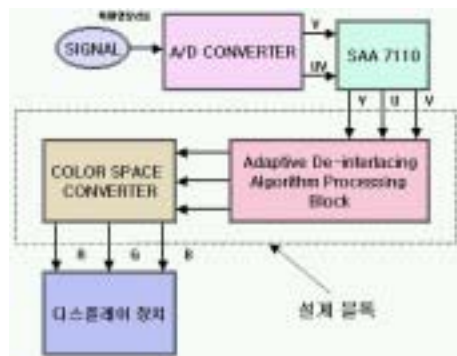 SIGNAL
A/D CONVERTER
Y
UV
SAA 7110
Y U V
COLOR SPACE
CONVERTER
Adaptive De-interlacing
Algorithm Processing
Block
R G B
디스플레이 장치
설계 블록